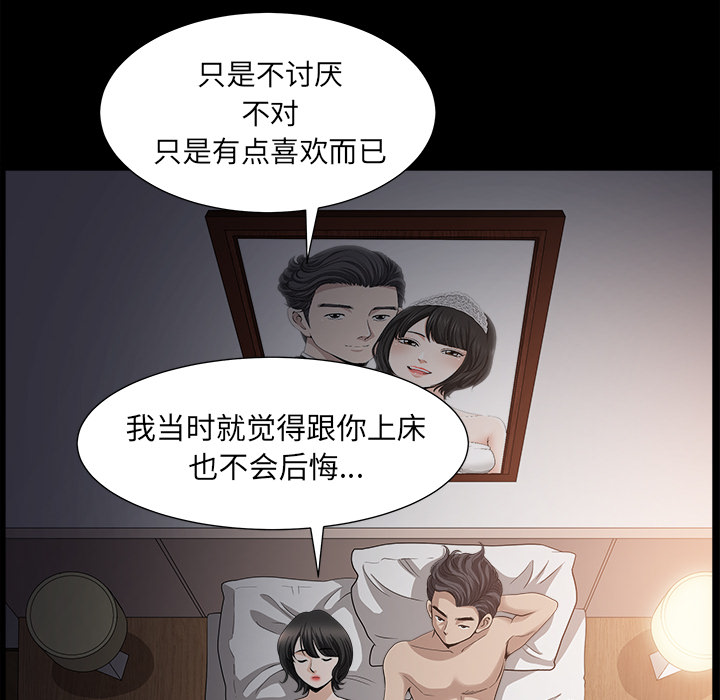 只是不讨厌
不对
只是有点喜欢而已
我当时就觉得跟你上床
也不会后悔...